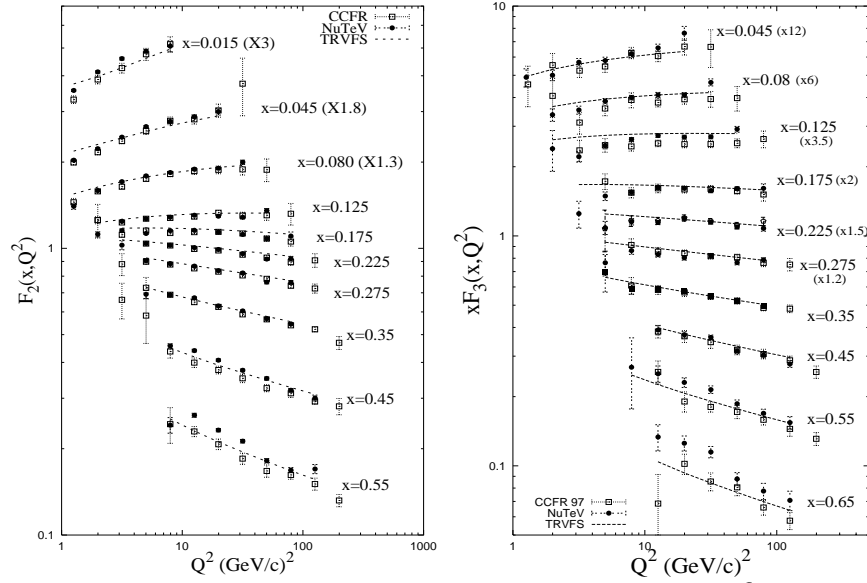 CCFR
NuTeV
TRVFS
x=0.015 (X3)
x=0.045 (X1.8)
x=0.080 (X1.3)
x=0.125
x=0.175
x=0.225
x=0.275
x=0.35
x=0.45
x=0.55
F₂(x,Q²)
1
0.1
1 10 100 1000
Q² (GeV/c)²
x=0.045 (x12)
x=0.08 (x6)
x=0.125
(x3.5)
x=0.175 (x2)
x=0.225
(x1.5)
x=0.275
(x1.2)
x=0.35
x=0.45
x=0.55
x=0.65
CCFR 97
NuTeV
TRVFS
xF₃(x,Q²)
10
1
0.1
1 10 100
Q² (GeV/c)²